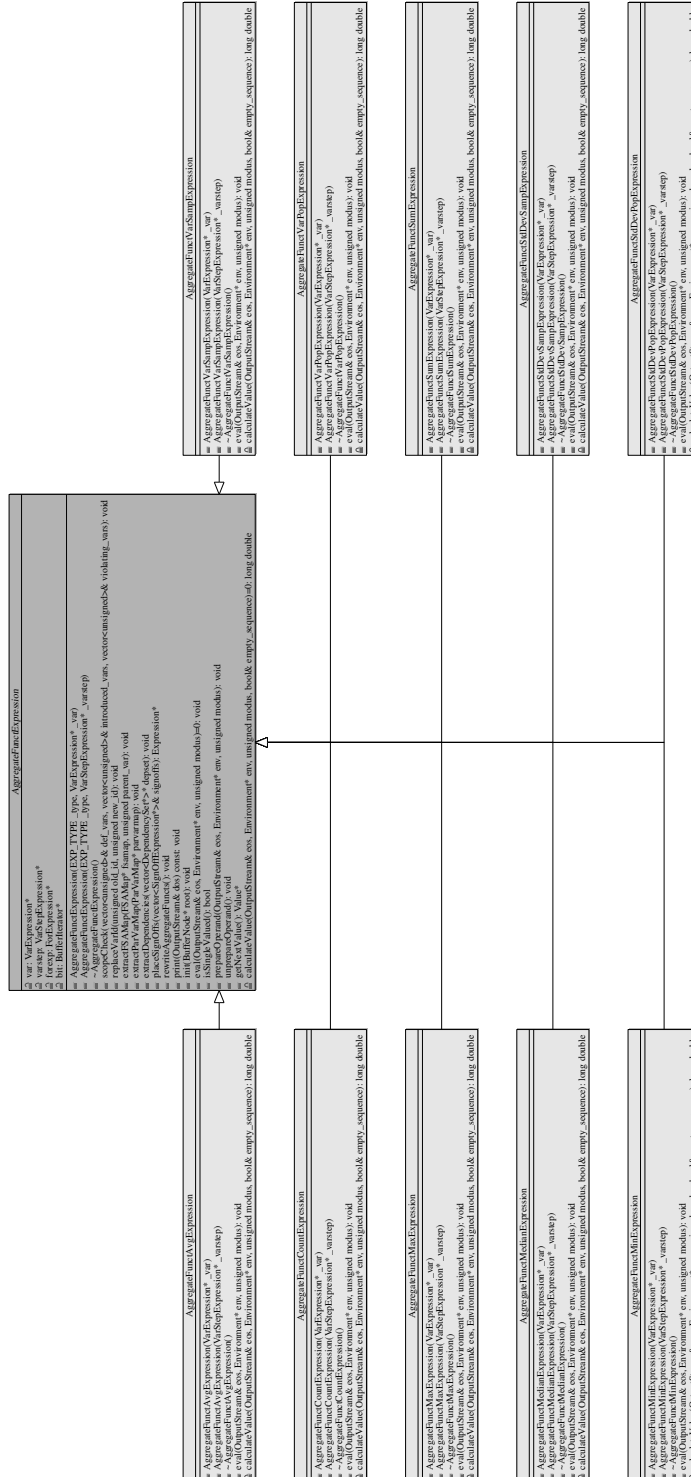 AggregateFunctExpression
var: VarExpression*
varstep: VarStepExpression*
forexp: ForExpression*
bit: BufferIterator*
AggregateFunctExpression(EXP_TYPE _type, VarExpression* _var)
AggregateFunctExpression(EXP_TYPE _type, VarStepExpression* _varstep)
~AggregateFunctExpression()
scopeCheck(vector<unsigned>& def_vars, vector<unsigned>& introduced_vars, vector<unsigned>& violating_vars): void
replaceVarId(unsigned old_id, unsigned new_id): void
extractFSAMap(FSAMap* fsamap, unsigned parent_var): void
extractParVarMap(ParVarMap* parvarmap): void
extractDependencies(vector<DependencySet*>* depset): void
placeSignOffs(vector<SignOffExpression*>& signoffs): Expression*
rewriteAggregateFuncts(): void
print(OutputStream& dos) const: void
init(BufferNode* root): void
eval(OutputStream& eos, Environment* env, unsigned modus)=0: void
isSingleValued(): bool
prepareOperand(OutputStream& eos, Environment* env, unsigned modus): void
unprepareOperand(): void
getNextValue(): Value*
calculateValue(OutputStream& eos, Environment* env, unsigned modus, bool& empty_sequence)=0: long double
AggregateFunctAvgExpression
AggregateFunctAvgExpression(VarExpression* _var)
AggregateFunctAvgExpression(VarStepExpression* _varstep)
~AggregateFunctAvgExpression()
eval(OutputStream& eos, Environment* env, unsigned modus): void
calculateValue(OutputStream& eos, Environment* env, unsigned modus, bool& empty_sequence): long double
AggregateFunctVarSampExpression
AggregateFunctVarSampExpression(VarExpression* _var)
AggregateFunctVarSampExpression(VarStepExpression* _varstep)
~AggregateFunctVarSampExpression()
eval(OutputStream& eos, Environment* env, unsigned modus): void
calculateValue(OutputStream& eos, Environment* env, unsigned modus, bool& empty_sequence): long double
AggregateFunctCountExpression
AggregateFunctCountExpression(VarExpression* _var)
AggregateFunctCountExpression(VarStepExpression* _varstep)
~AggregateFunctCountExpression()
eval(OutputStream& eos, Environment* env, unsigned modus): void
calculateValue(OutputStream& eos, Environment* env, unsigned modus, bool& empty_sequence): long double
AggregateFunctVarPopExpression
AggregateFunctVarPopExpression(VarExpression* _var)
AggregateFunctVarPopExpression(VarStepExpression* _varstep)
~AggregateFunctVarPopExpression()
eval(OutputStream& eos, Environment* env, unsigned modus): void
calculateValue(OutputStream& eos, Environment* env, unsigned modus, bool& empty_sequence): long double
AggregateFunctMaxExpression
AggregateFunctMaxExpression(VarExpression* _var)
AggregateFunctMaxExpression(VarStepExpression* _varstep)
~AggregateFunctMaxExpression()
eval(OutputStream& eos, Environment* env, unsigned modus): void
calculateValue(OutputStream& eos, Environment* env, unsigned modus, bool& empty_sequence): long double
AggregateFunctSumExpression
AggregateFunctSumExpression(VarExpression* _var)
AggregateFunctSumExpression(VarStepExpression* _varstep)
~AggregateFunctSumExpression()
eval(OutputStream& eos, Environment* env, unsigned modus): void
calculateValue(OutputStream& eos, Environment* env, unsigned modus, bool& empty_sequence): long double
AggregateFunctMedianExpression
AggregateFunctMedianExpression(VarExpression* _var)
AggregateFunctMedianExpression(VarStepExpression* _varstep)
~AggregateFunctMedianExpression()
eval(OutputStream& eos, Environment* env, unsigned modus): void
calculateValue(OutputStream& eos, Environment* env, unsigned modus, bool& empty_sequence): long double
AggregateFunctStdDevSampExpression
AggregateFunctStdDevSampExpression(VarExpression* _var)
AggregateFunctStdDevSampExpression(VarStepExpression* _varstep)
~AggregateFunctStdDevSampExpression()
eval(OutputStream& eos, Environment* env, unsigned modus): void
calculateValue(OutputStream& eos, Environment* env, unsigned modus, bool& empty_sequence): long double
AggregateFunctMinExpression
AggregateFunctMinExpression(VarExpression* _var)
AggregateFunctMinExpression(VarStepExpression* _varstep)
~AggregateFunctMinExpression()
eval(OutputStream& eos, Environment* env, unsigned modus): void
AggregateFunctStdDevPopExpression
AggregateFunctStdDevPopExpression(VarExpression* _var)
AggregateFunctStdDevPopExpression(VarStepExpression* _varstep)
~AggregateFunctStdDevPopExpression()
eval(OutputStream& eos, Environment* env, unsigned modus): void